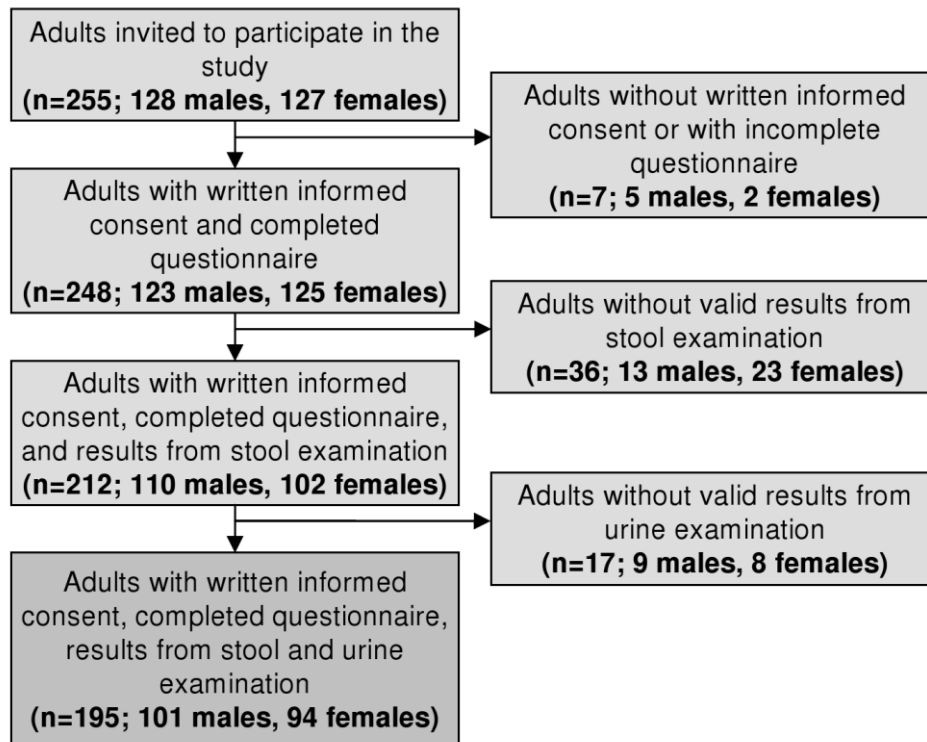 Adults invited to participate in the
study
(n=255; 128 males, 127 females)
Adults without written informed
consent or with incomplete
questionnaire
(n=7; 5 males, 2 females)
Adults with written informed
consent and completed
questionnaire
(n=248; 123 males, 125 females)
Adults without valid results from
stool examination
(n=36; 13 males, 23 females)
Adults with written informed
consent, completed questionnaire,
and results from stool examination
(n=212; 110 males, 102 females)
Adults without valid results from
urine examination
(n=17; 9 males, 8 females)
Adults with written informed
consent, completed questionnaire,
results from stool and urine
examination
(n=195; 101 males, 94 females)